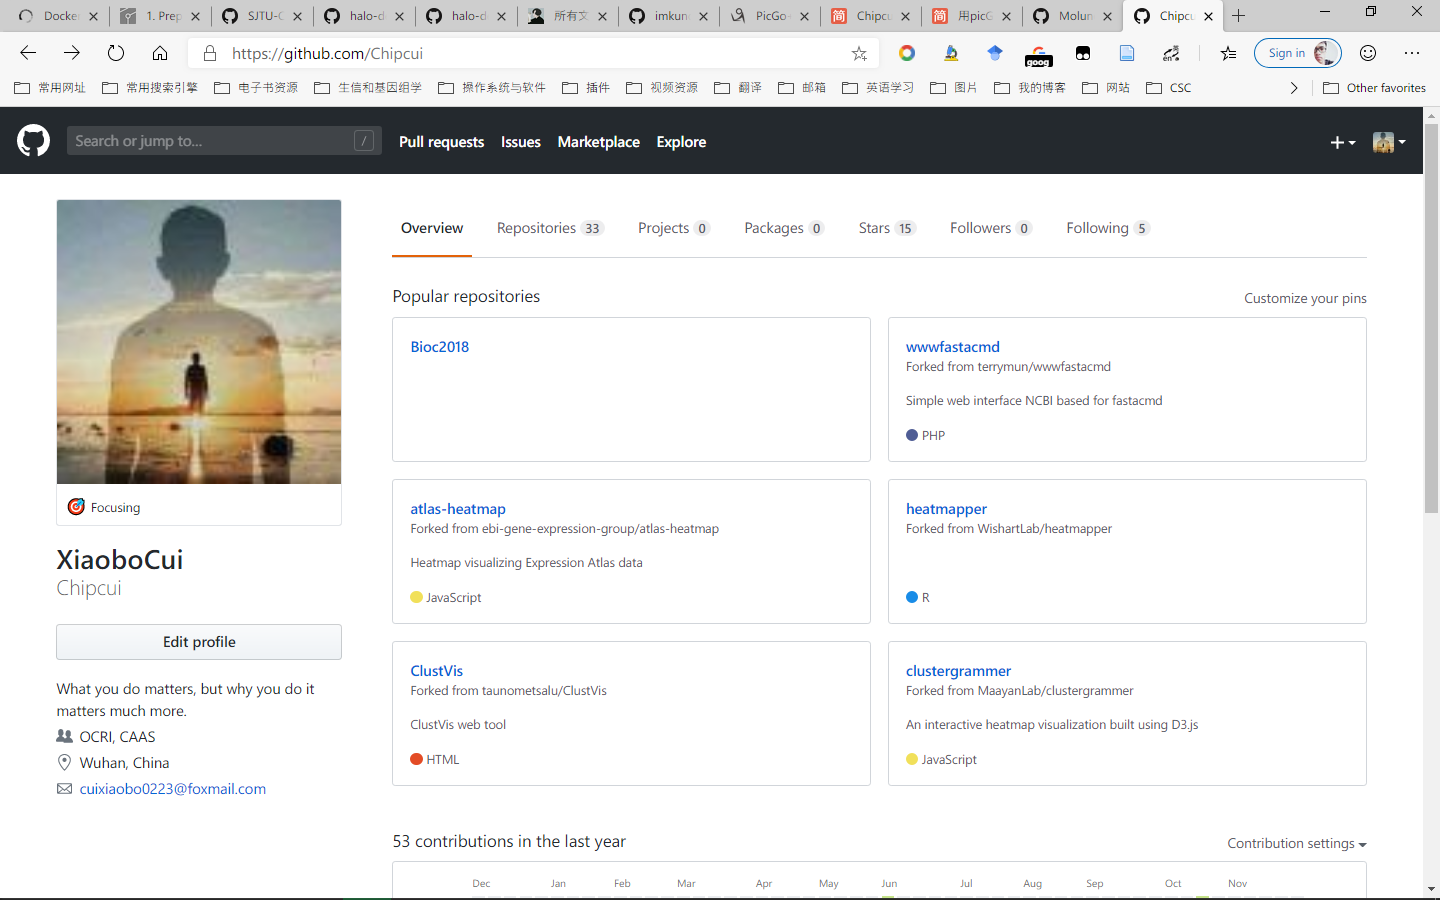 Docke
1. Prep
SJTU-C
halo-d
halo-d
所有文
imkun
PicGo-
Chipcu
用picG
Molun
Chipcu
https://github.com/Chipcui
goog
en
Sign in
常用网址
常用搜索引擎
电子书资源
生信和基因组学
操作系统与软件
插件
视频资源
翻译
邮箱
英语学习
图片
我的博客
网站
CSC
Other favorites
Search or jump to...
/
Pull requests
Issues
Marketplace
Explore
Overview
Repositories 33
Projects 0
Packages 0
Stars 15
Followers 0
Following 5
Popular repositories
Customize your pins
Bioc2018
wwwfastacmd
Forked from terrymun/wwwfastacmd
Simple web interface NCBI based for fastacmd
PHP
atlas-heatmap
Forked from ebi-gene-expression-group/atlas-heatmap
Heatmap visualizing Expression Atlas data
JavaScript
heatmapper
Forked from WishartLab/heatmapper
R
ClustVis
Forked from taunometsalu/ClustVis
ClustVis web tool
HTML
clustergrammer
Forked from MaayanLab/clustergrammer
An interactive heatmap visualization built using D3.js
JavaScript
Focusing
XiaoboCui
Chipcui
Edit profile
What you do matters, but why you do it
matters much more.
OCRI, CAAS
Wuhan, China
cuixiaobo0223@foxmail.com
53 contributions in the last year
Contribution settings
Dec Jan Feb Mar Apr May Jun Jul Aug Sep Oct Nov